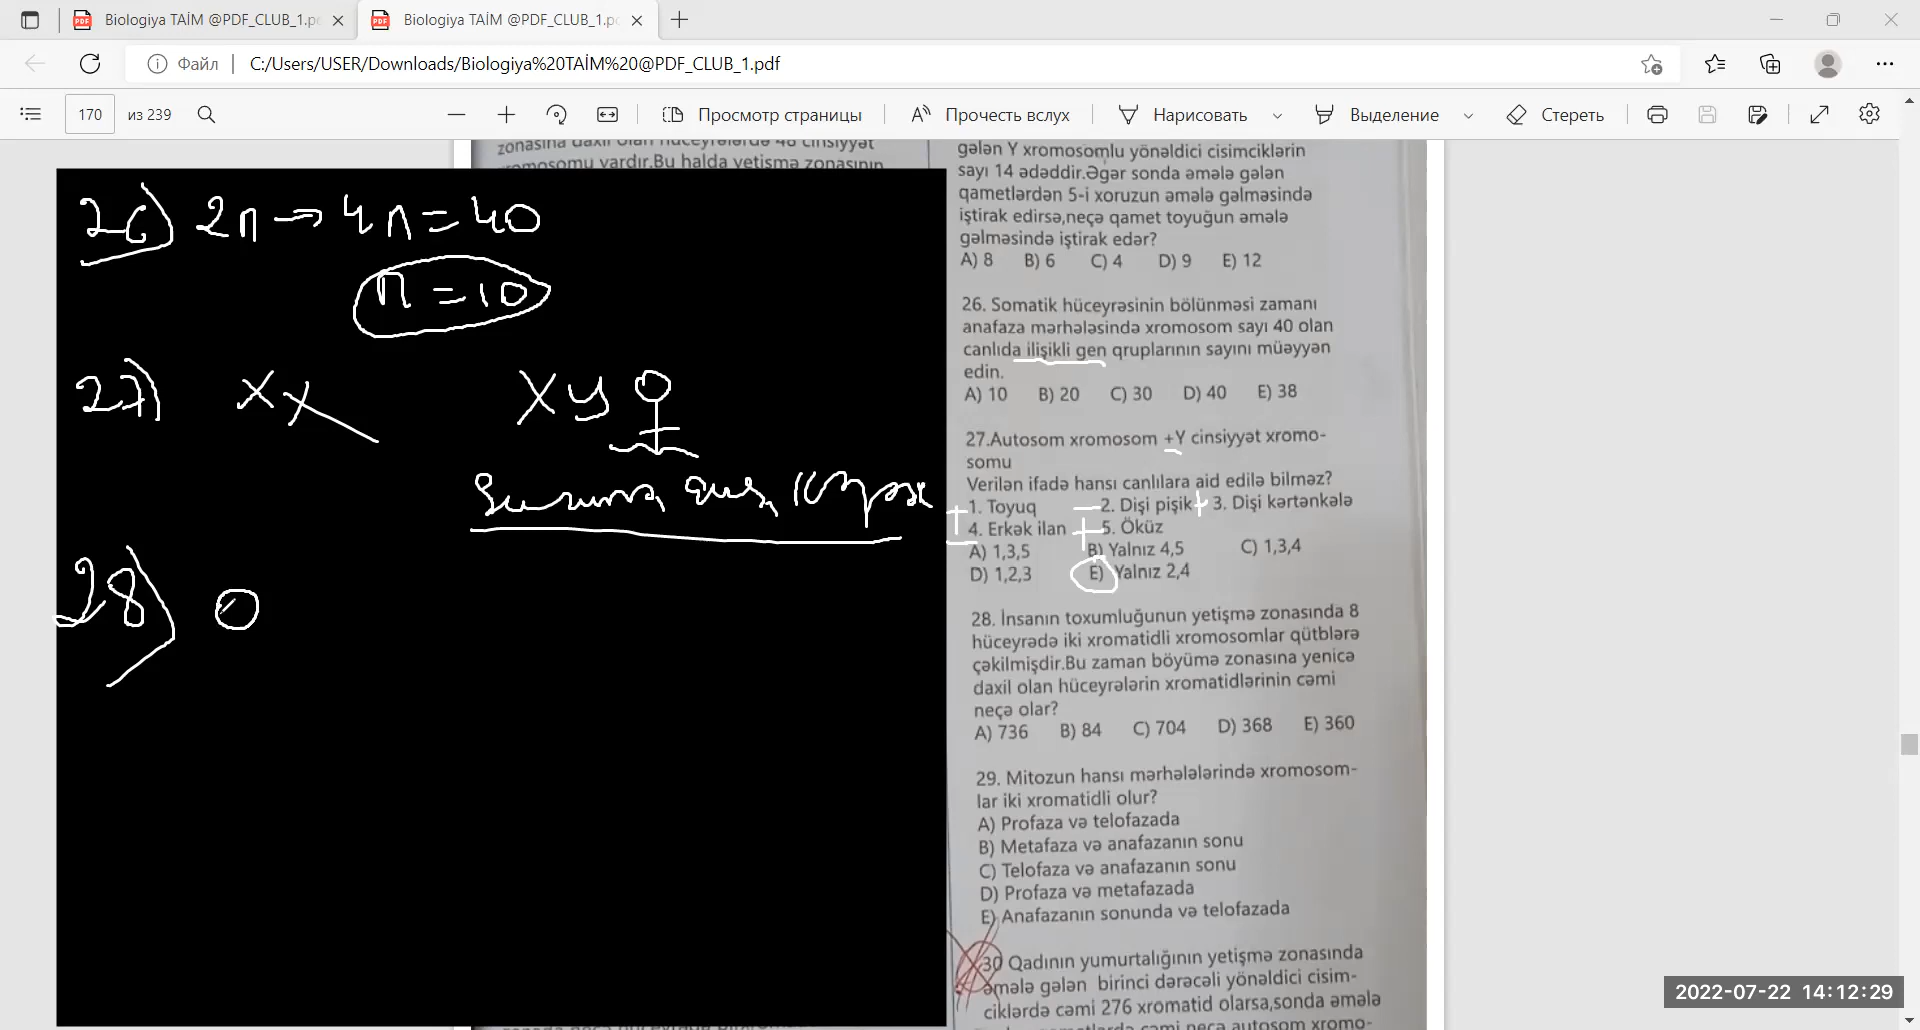 Biologiya TAİM @PDF_CLUB_1.p
Biologiya TAİM @PDF_CLUB_1.p
Файл
C:/Users/USER/Downloads/Biologiya%20TAİM%20@PDF_CLUB_1.pdf
170 из 239
Просмотр страницы
Прочесть вслух
Нарисовать
Выделение
Стереть
26) 2n → 4n = 40
n = 10
27) XX XY
28)
gələn Y xromosomlu yönəldici cisimciklərin
sayı 14 ədəddir.Əgər sonda əmələ gələn
qametlərdən 5-i xoruzun əmələ gəlməsində
iştirak edirsə,neçə qamet toyuğun əmələ
gəlməsində iştirak edər?
A) 8 B) 6 C) 4 D) 9 E) 12
26. Somatik hüceyrəsinin bölünməsi zamanı
anafaza mərhələsində xromosom sayı 40 olan
canlıda ilişikli gen qruplarının sayını müəyyən
edin.
A) 10 B) 20 C) 30 D) 40 E) 38
27.Autosom xromosom +Y cinsiyyət xromo-
somu
Verilən ifadə hansı canlılara aid edilə bilməz?
1. Toyuq 2. Dişi pişik 3. Dişi kərtənkələ
4. Erkək ilan 5. Öküz
A) 1,3,5 B) Yalnız 4,5 C) 1,3,4
D) 1,2,3 E) Yalnız 2,4
28. İnsanın toxumluğunun yetişmə zonasında 8
hüceyrədə iki xromatidli xromosomlar qütblərə
çəkilmişdir.Bu zaman böyümə zonasına yenicə
daxil olan hüceyrələrin xromatidlərinin cəmi
neçə olar?
A) 736 B) 84 C) 704 D) 368 E) 360
29. Mitozun hansı mərhələlərində xromosom-
lar iki xromatidli olur?
A) Profaza və telofazada
B) Metafaza və anafazanın sonu
C) Telofaza və anafazanın sonu
D) Profaza və metafazada
E) Anafazanın sonunda və telofazada
30 Qadının yumurtalığının yetişmə zonasında
əmələ gələn birinci dərəcəli yönəldici cisim-
ciklərdə cəmi 276 xromatid olarsa,sonda əmələ
2022-07-22 14:12:29